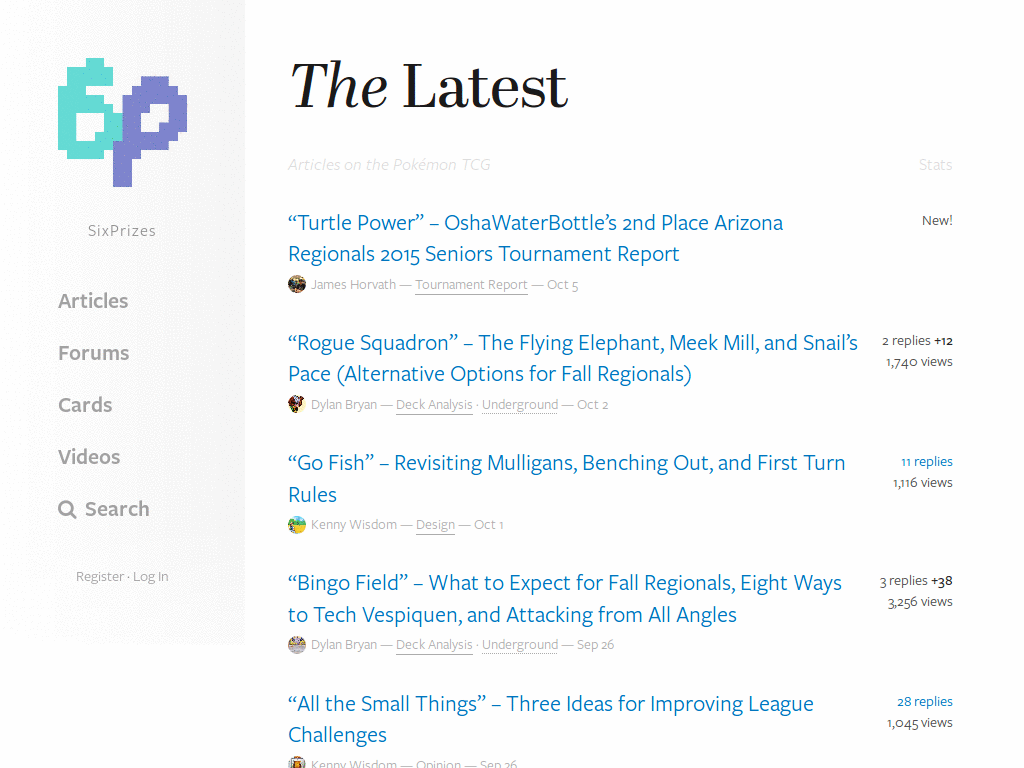 6P
SixPrizes
Articles
Forums
Cards
Videos
Search
Register · Log In
The Latest
Articles on the Pokémon TCG
Stats
“Turtle Power” – OshaWaterBottle’s 2nd Place Arizona
Regionals 2015 Seniors Tournament Report
New!
James Horvath — Tournament Report — Oct 5
“Rogue Squadron” – The Flying Elephant, Meek Mill, and Snail’s
Pace (Alternative Options for Fall Regionals)
2 replies +12
1,740 views
Dylan Bryan — Deck Analysis · Underground — Oct 2
“Go Fish” – Revisiting Mulligans, Benching Out, and First Turn
Rules
11 replies
1,116 views
Kenny Wisdom — Design — Oct 1
“Bingo Field” – What to Expect for Fall Regionals, Eight Ways
to Tech Vespiquen, and Attacking from All Angles
3 replies +38
3,256 views
Dylan Bryan — Deck Analysis · Underground — Sep 26
“All the Small Things” – Three Ideas for Improving League
Challenges
28 replies
1,045 views
Kenny Wisdom — Opinion — Sep 26